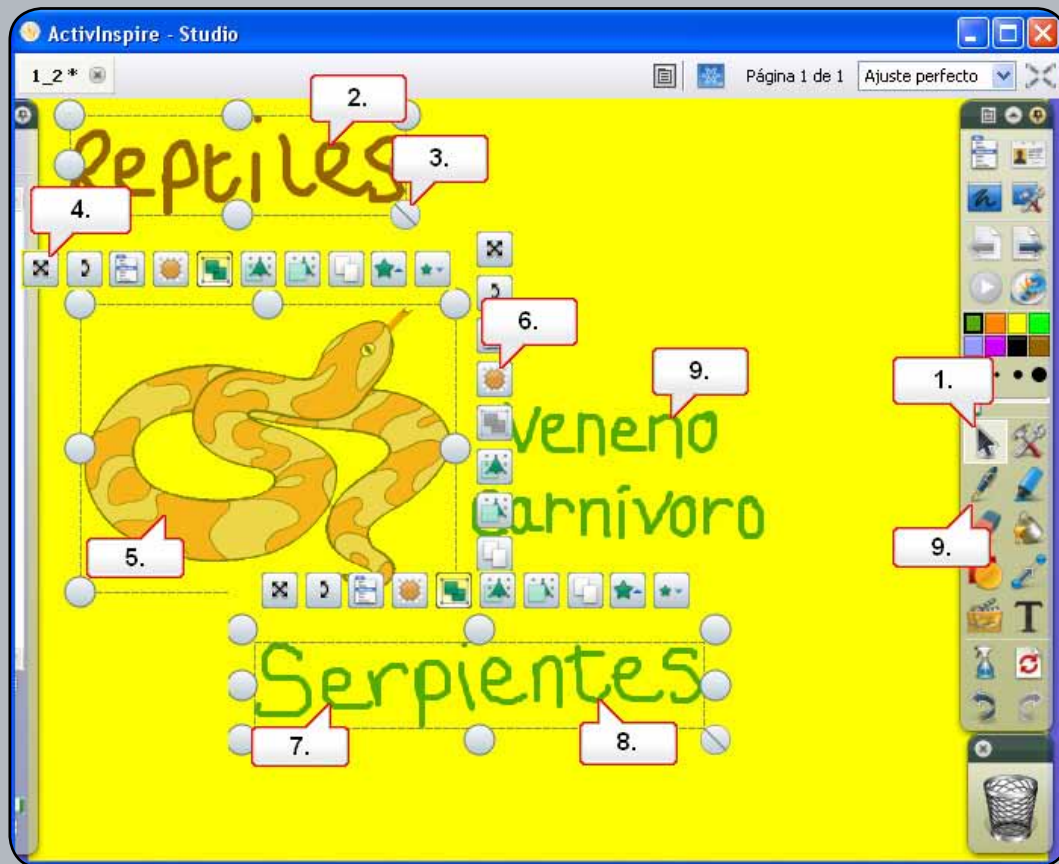 ActivInspire - Studio
1_2 *
Página 1 de 1
Ajuste perfecto
2.
Reptiles
3.
4.
6.
9.
1.
Veneno
Carnívoro
5.
9.
Serpientes
7.
8.
T